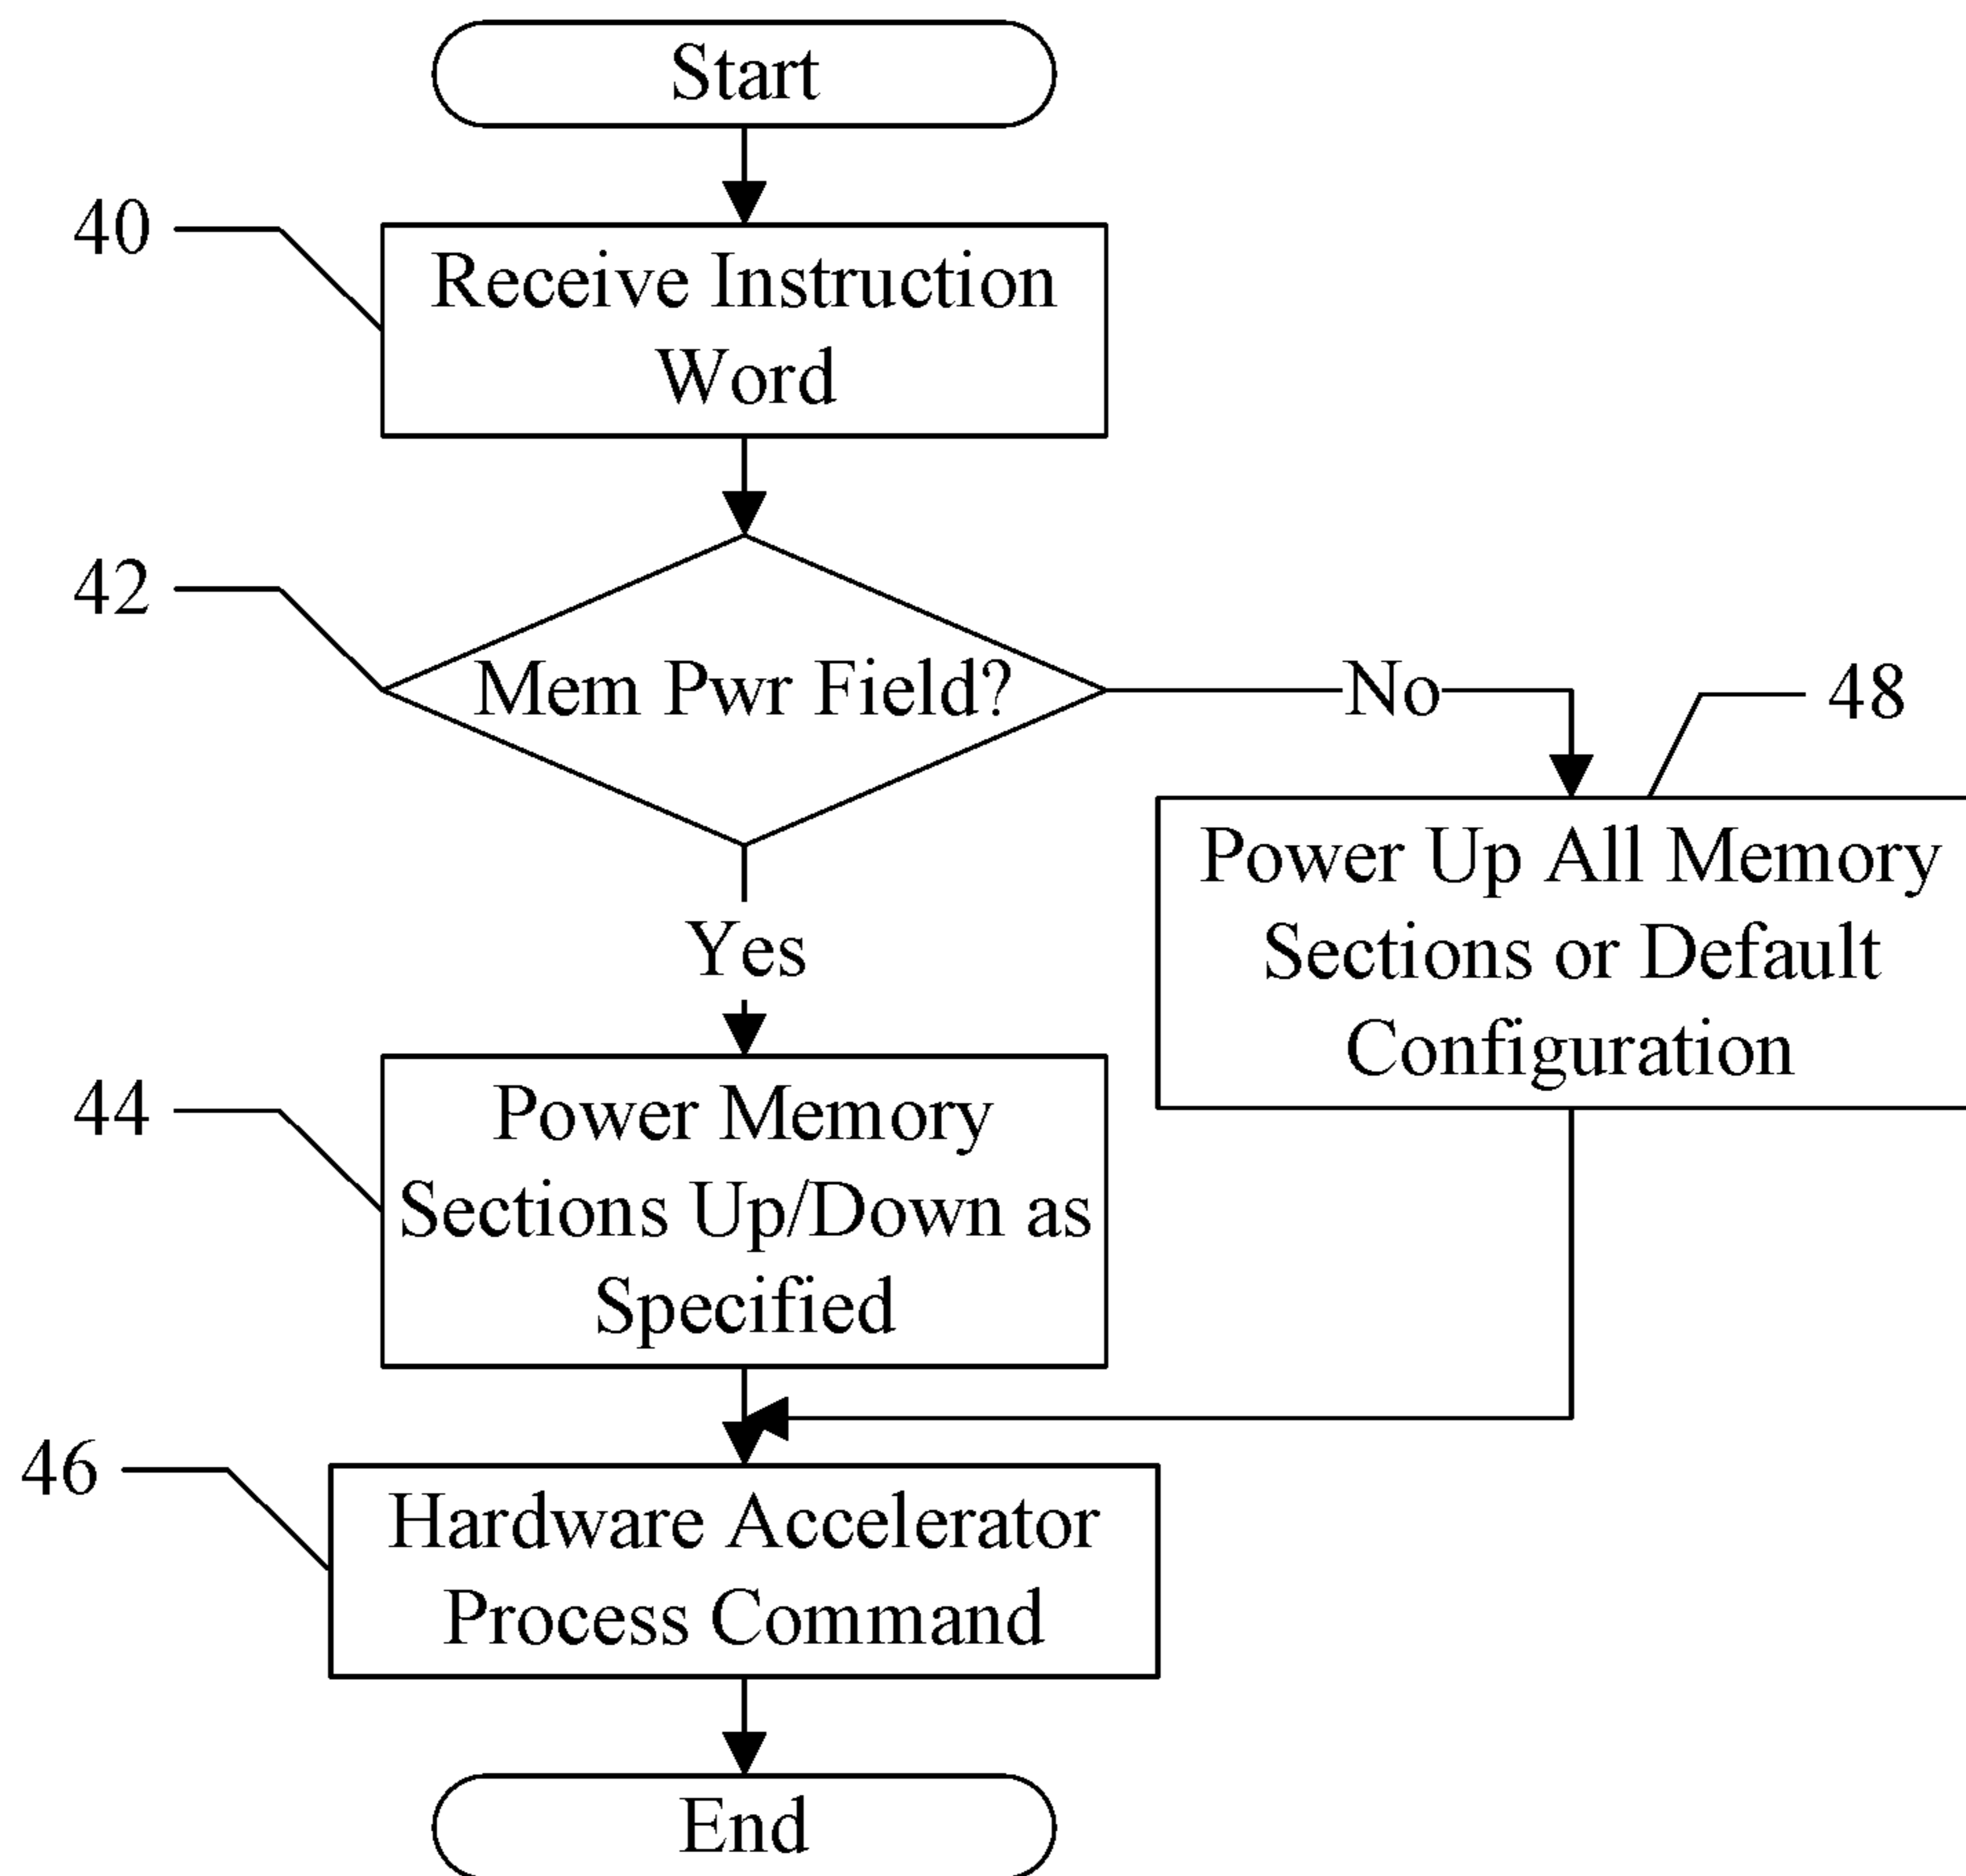 Start
40
Receive Instruction
Word
42
Mem Pwr Field?
No
48
Power Up All Memory
Sections or Default
Configuration
Yes
44
Power Memory
Sections Up/Down as
Specified
46
Hardware Accelerator
Process Command
End